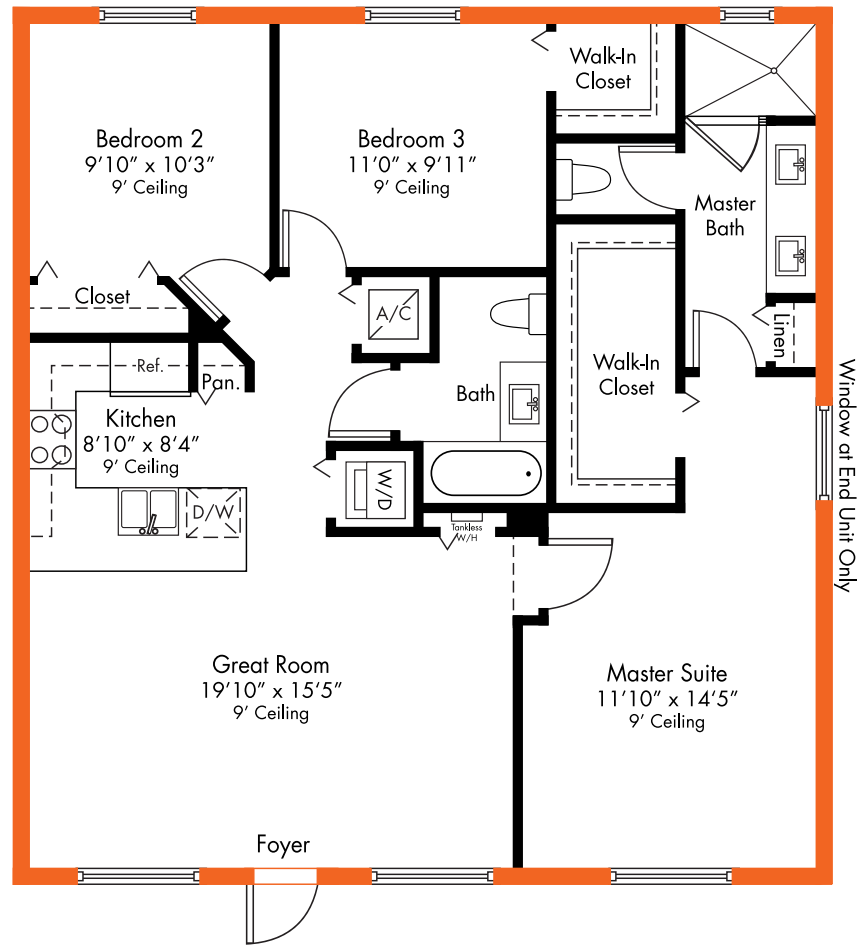 Walk-In
Closet
Bedroom 2
9’10” x 10’3”
9’ Ceiling
Bedroom 3
11’0” x 9’11”
9’ Ceiling
Master
Bath
Closet
A/C
Linen
Ref.
Pan.
Walk-In
Closet
Bath
Kitchen
8’10” x 8’4”
9’ Ceiling
W/D
D/W
Tankless
W/H
Window at End Unit Only
Great Room
19’10” x 15’5”
9’ Ceiling
Master Suite
11’10” x 14’5”
9’ Ceiling
Foyer